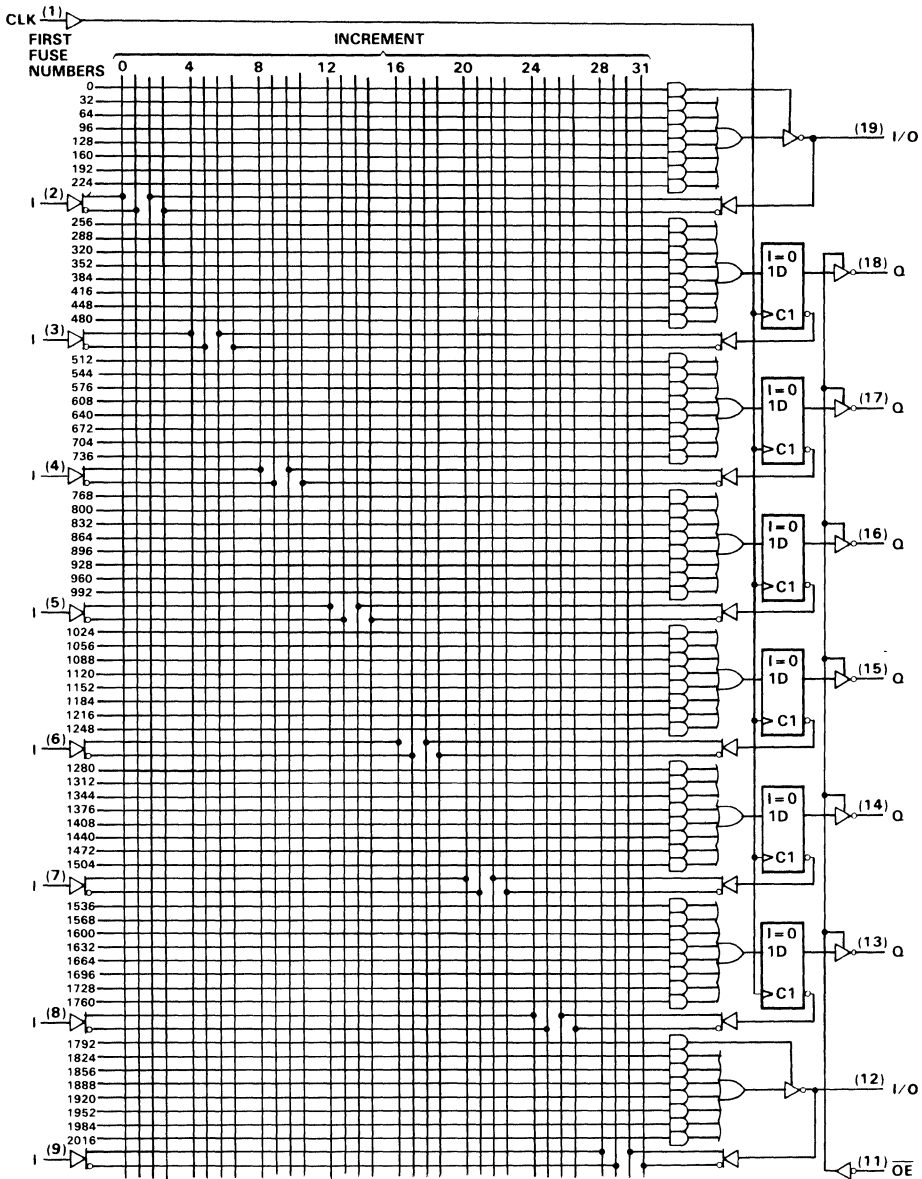 CLK (1)
FIRST FUSE NUMBERS
INCREMENT
0 4 8 12 16 20 24 28 31
0
32
64
96
128
160
192
224
(19) I/O
I (2)
256
288
320
352
384
416
448
480
I=0
1D
C1
(18) Q
I (3)
512
544
576
608
640
672
704
736
I=0
1D
C1
(17) Q
I (4)
768
800
832
864
896
928
960
992
I=0
1D
C1
(16) Q
I (5)
1024
1056
1088
1120
1152
1184
1216
1248
I=0
1D
C1
(15) Q
I (6)
1280
1312
1344
1376
1408
1440
1472
1504
I=0
1D
C1
(14) Q
I (7)
1536
1568
1600
1632
1664
1696
1728
1760
I=0
1D
C1
(13) Q
I (8)
1792
1824
1856
1888
1920
1952
1984
2016
(12) I/O
I (9)
(11) OE